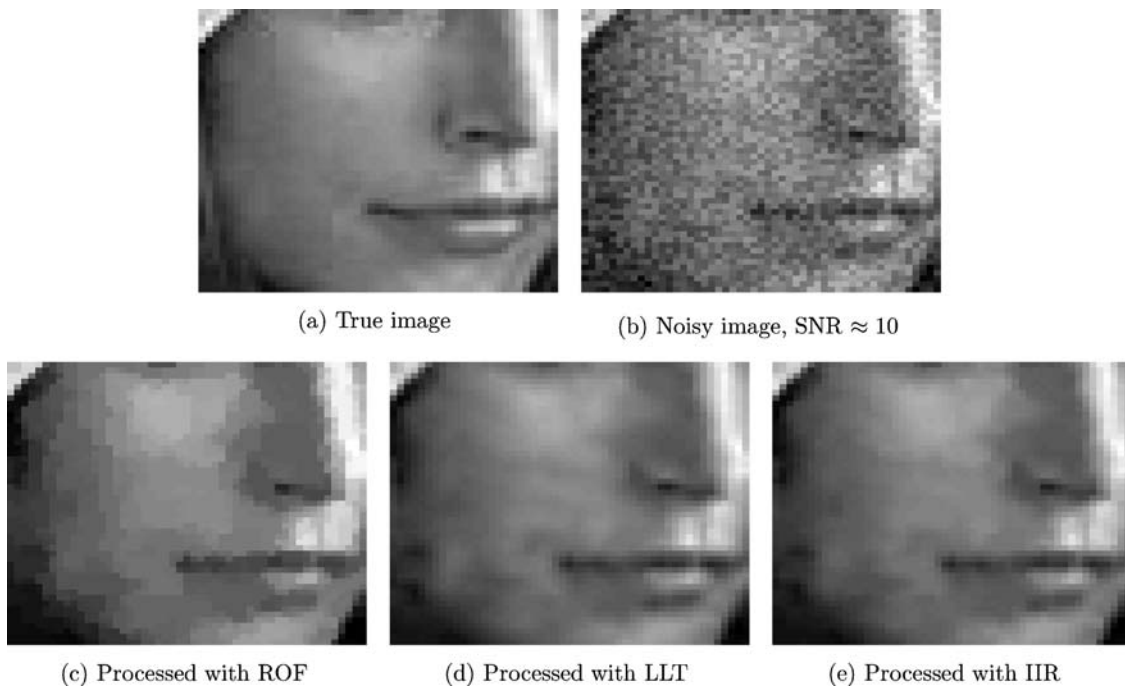 (a) True image
(b) Noisy image, SNR ≈ 10
(c) Processed with ROF
(d) Processed with LLT
(e) Processed with IIR